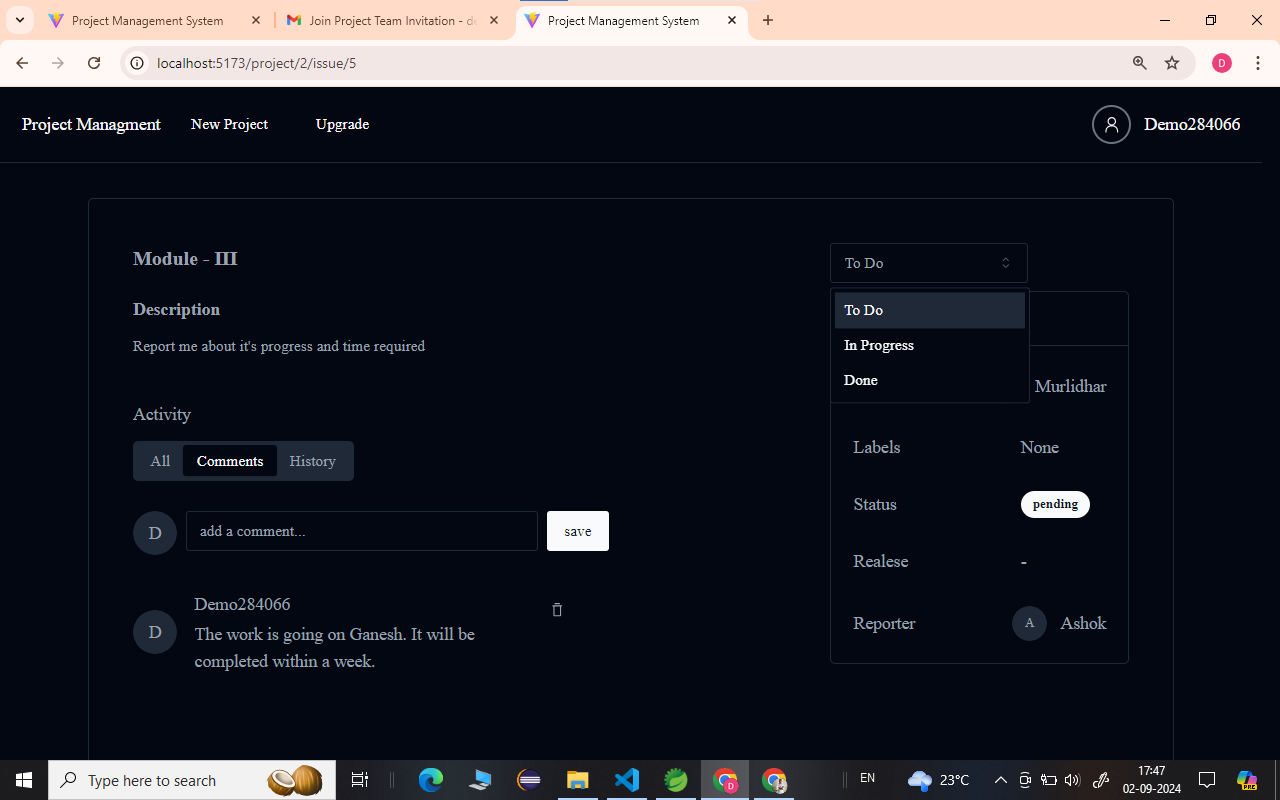 Project Management System
Join Project Team Invitation - de
Project Management System
localhost:5173/project/2/issue/5
D
Project Managment
New Project
Upgrade
Demo284066
Module - III
To Do
Description
To Do
Report me about it's progress and time required
In Progress
Done
Murlidhar
Activity
All
Comments
History
Labels
None
Status
pending
D
add a comment...
save
Realese
-
Demo284066
D
The work is going on Ganesh. It will be
completed within a week.
Reporter
A
Ashok
Type here to search
D
EN
23°C
17:47
02-09-2024
PRE